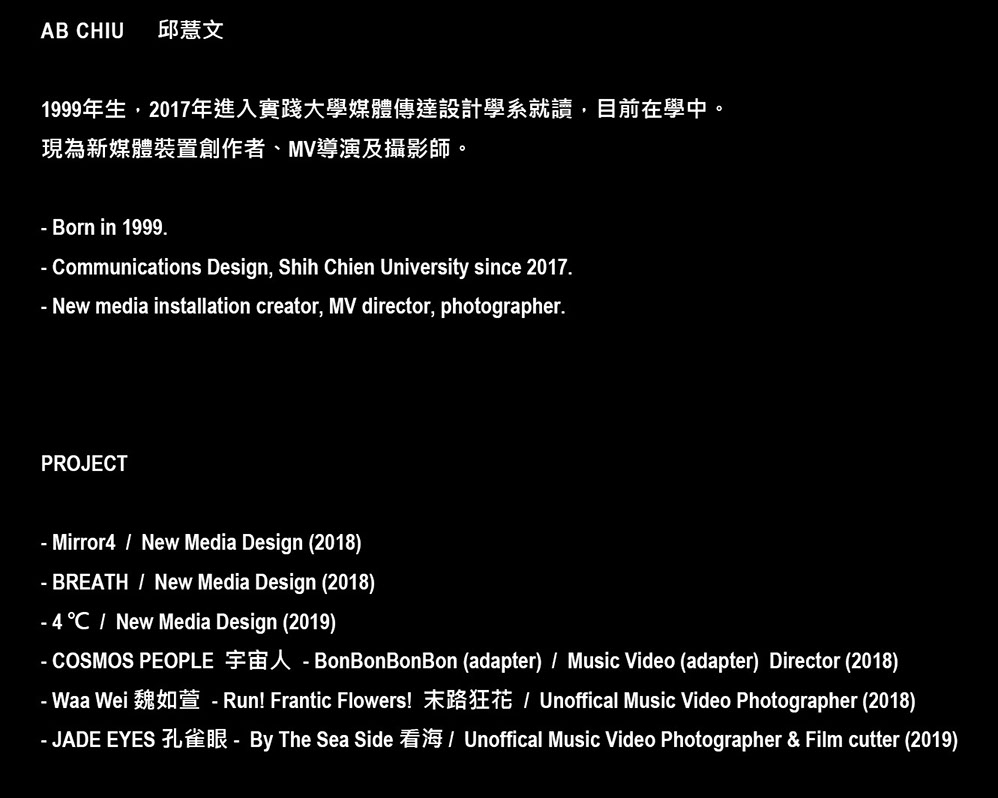 AB CHIU 邱慧文
1999年生，2017年進入實踐大學媒體傳達設計學系就讀，目前在學中。
現為新媒體裝置創作者、MV導演及攝影師。
- Born in 1999.
- Communications Design, Shih Chien University since 2017.
- New media installation creator, MV director, photographer.
PROJECT
- Mirror4 / New Media Design (2018)
- BREATH / New Media Design (2018)
- 4 ℃ / New Media Design (2019)
- COSMOS PEOPLE 宇宙人 - BonBonBonBon (adapter) / Music Video (adapter) Director (2018)
- Waa Wei 魏如萱 - Run! Frantic Flowers! 末路狂花 / Unoffical Music Video Photographer (2018)
- JADE EYES 孔雀眼 - By The Sea Side 看海 / Unoffical Music Video Photographer & Film cutter (2019)